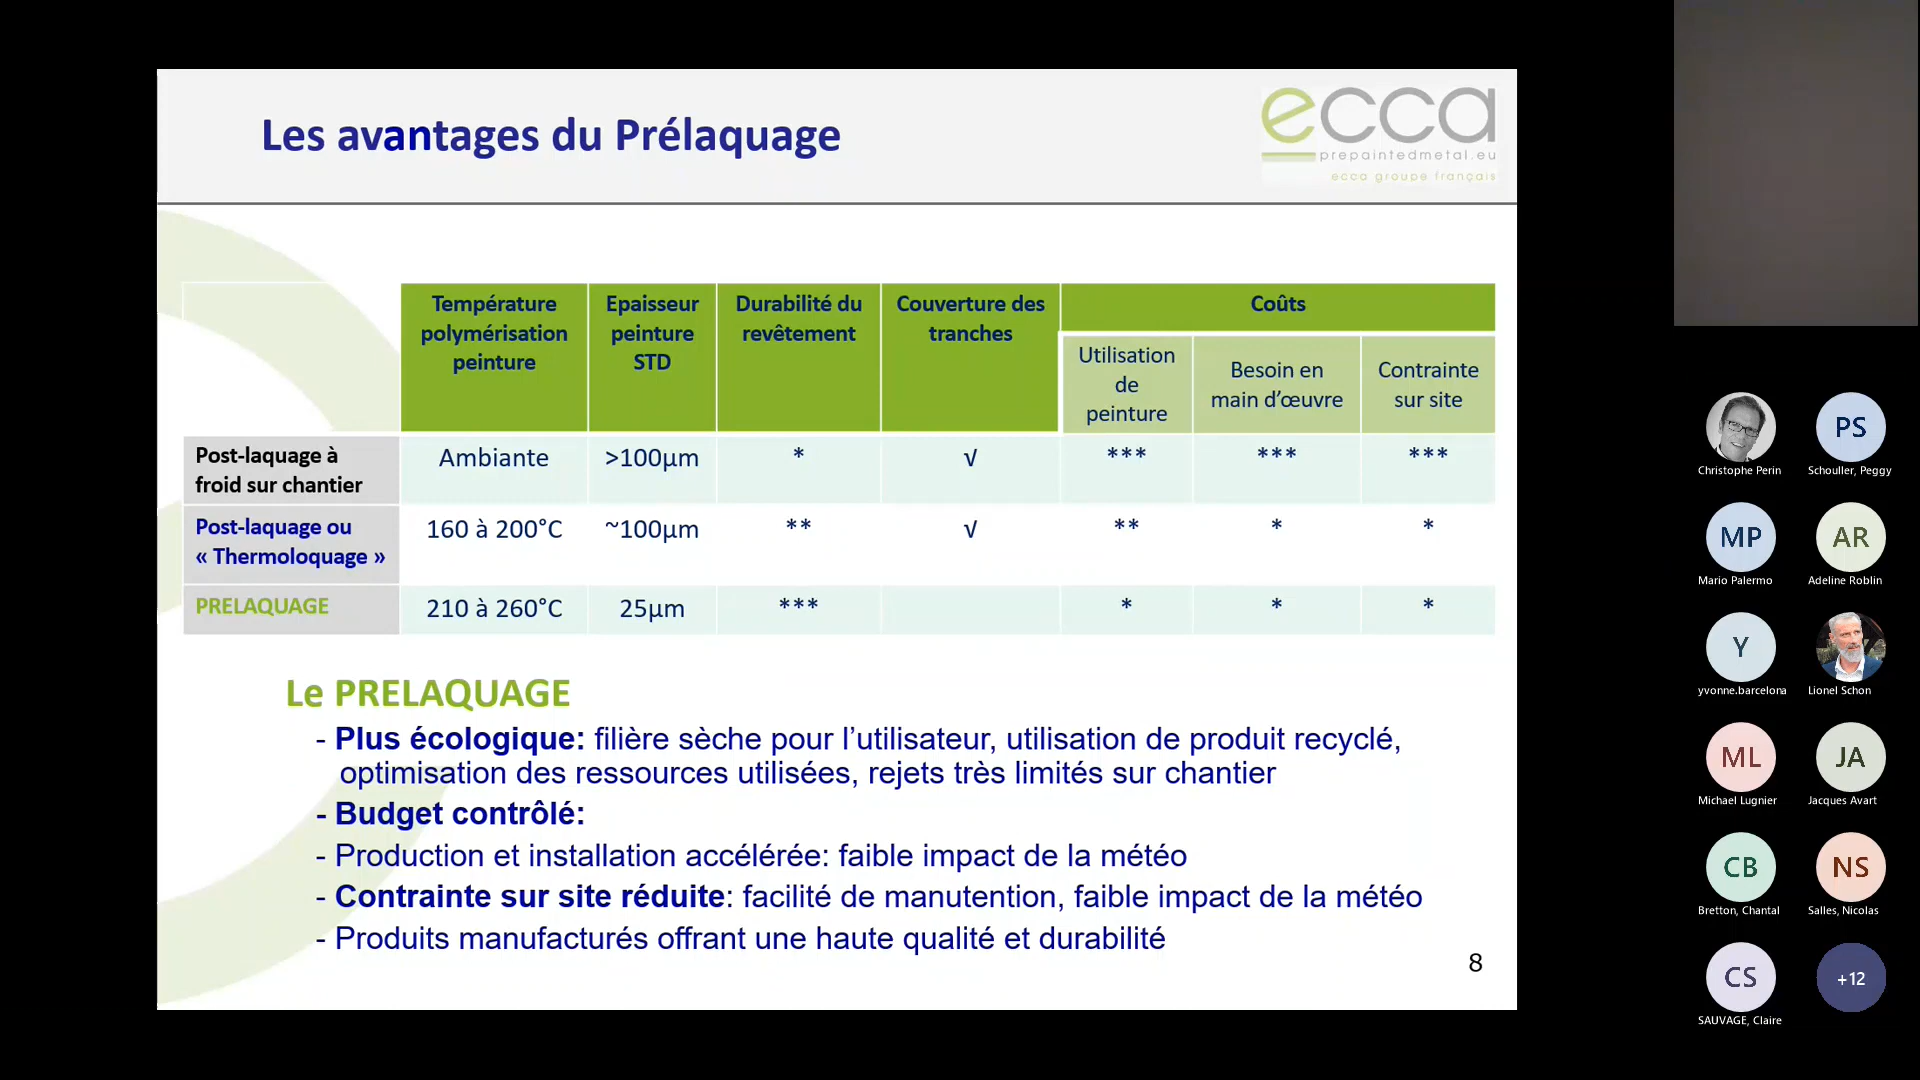 Les avantages du Prélaquage
ecca
prepaintedmetal.eu
ecca groupe français
Température
polymérisation
peinture
Epaisseur
peinture
STD
Durabilité du
revêtement
Couverture des
tranches
Coûts
Utilisation
de
peinture
Besoin en
main d’œuvre
Contrainte
sur site
Post-laquage à
froid sur chantier
Ambiante >100µm * √ *** *** ***
Post-laquage ou
« Thermoloquage »
160 à 200°C ~100µm ** √ ** * *
PRELAQUAGE 210 à 260°C 25µm *** * * *
Le PRELAQUAGE
- Plus écologique: filière sèche pour l’utilisateur, utilisation de produit recyclé,
optimisation des ressources utilisées, rejets très limités sur chantier
- Budget contrôlé:
- Production et installation accélérée: faible impact de la météo
- Contrainte sur site réduite: facilité de manutention, faible impact de la météo
- Produits manufacturés offrant une haute qualité et durabilité
8
PS
Christophe Perin Schouller, Peggy
MP AR
Mario Palermo Adeline Roblin
Y
yvonne.barcelona Lionel Schon
ML JA
Michael Lugnier Jacques Avart
CB NS
Bretton, Chantal Salles, Nicolas
CS +12
SAUVAGE, Claire